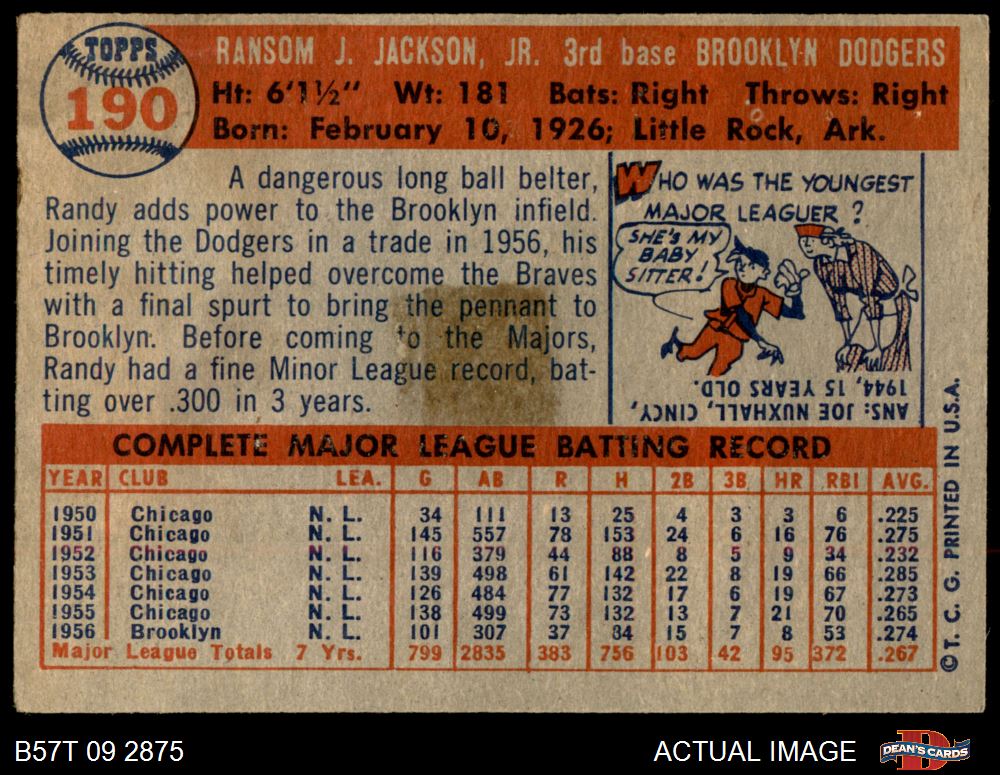 TOPPS
190
RANSOM J. JACKSON, JR. 3rd base BROOKLYN DODGERS
Ht: 6'1½" Wt: 181 Bats: Right Throws: Right
Born: February 10, 1926; Little Rock, Ark.
A dangerous long ball belter,
Randy adds power to the Brooklyn infield.
Joining the Dodgers in a trade in 1956, his
timely hitting helped overcome the Braves
with a final spurt to bring the pennant to
Brooklyn. Before coming to the Majors,
Randy had a fine Minor League record, bat-
ting over .300 in 3 years.
WHO WAS THE YOUNGEST
MAJOR LEAGUER?
SHE'S MY
BABY
SITTER!
ANS: JOE NUXHALL, CINCY,
1944, 15 YEARS OLD.
COMPLETE MAJOR LEAGUE BATTING RECORD
YEAR CLUB LEA. G AB R H 2B 3B HR RBI AVG.
1950 Chicago N. L. 34 111 13 25 4 3 3 6 .225
1951 Chicago N. L. 145 557 78 153 24 6 16 76 .275
1952 Chicago N. L. 116 379 44 88 8 5 9 34 .232
1953 Chicago N. L. 139 498 61 142 22 8 19 66 .285
1954 Chicago N. L. 126 484 77 132 17 6 19 67 .273
1955 Chicago N. L. 138 499 73 132 13 7 21 70 .265
1956 Brooklyn N. L. 101 307 37 84 15 7 8 53 .274
Major League Totals 7 Yrs. 799 2835 383 756 103 42 95 372 .267
© T. C. G. PRINTED IN U.S.A.
B57T 09 2875
ACTUAL IMAGE
DEAN'S CARDS